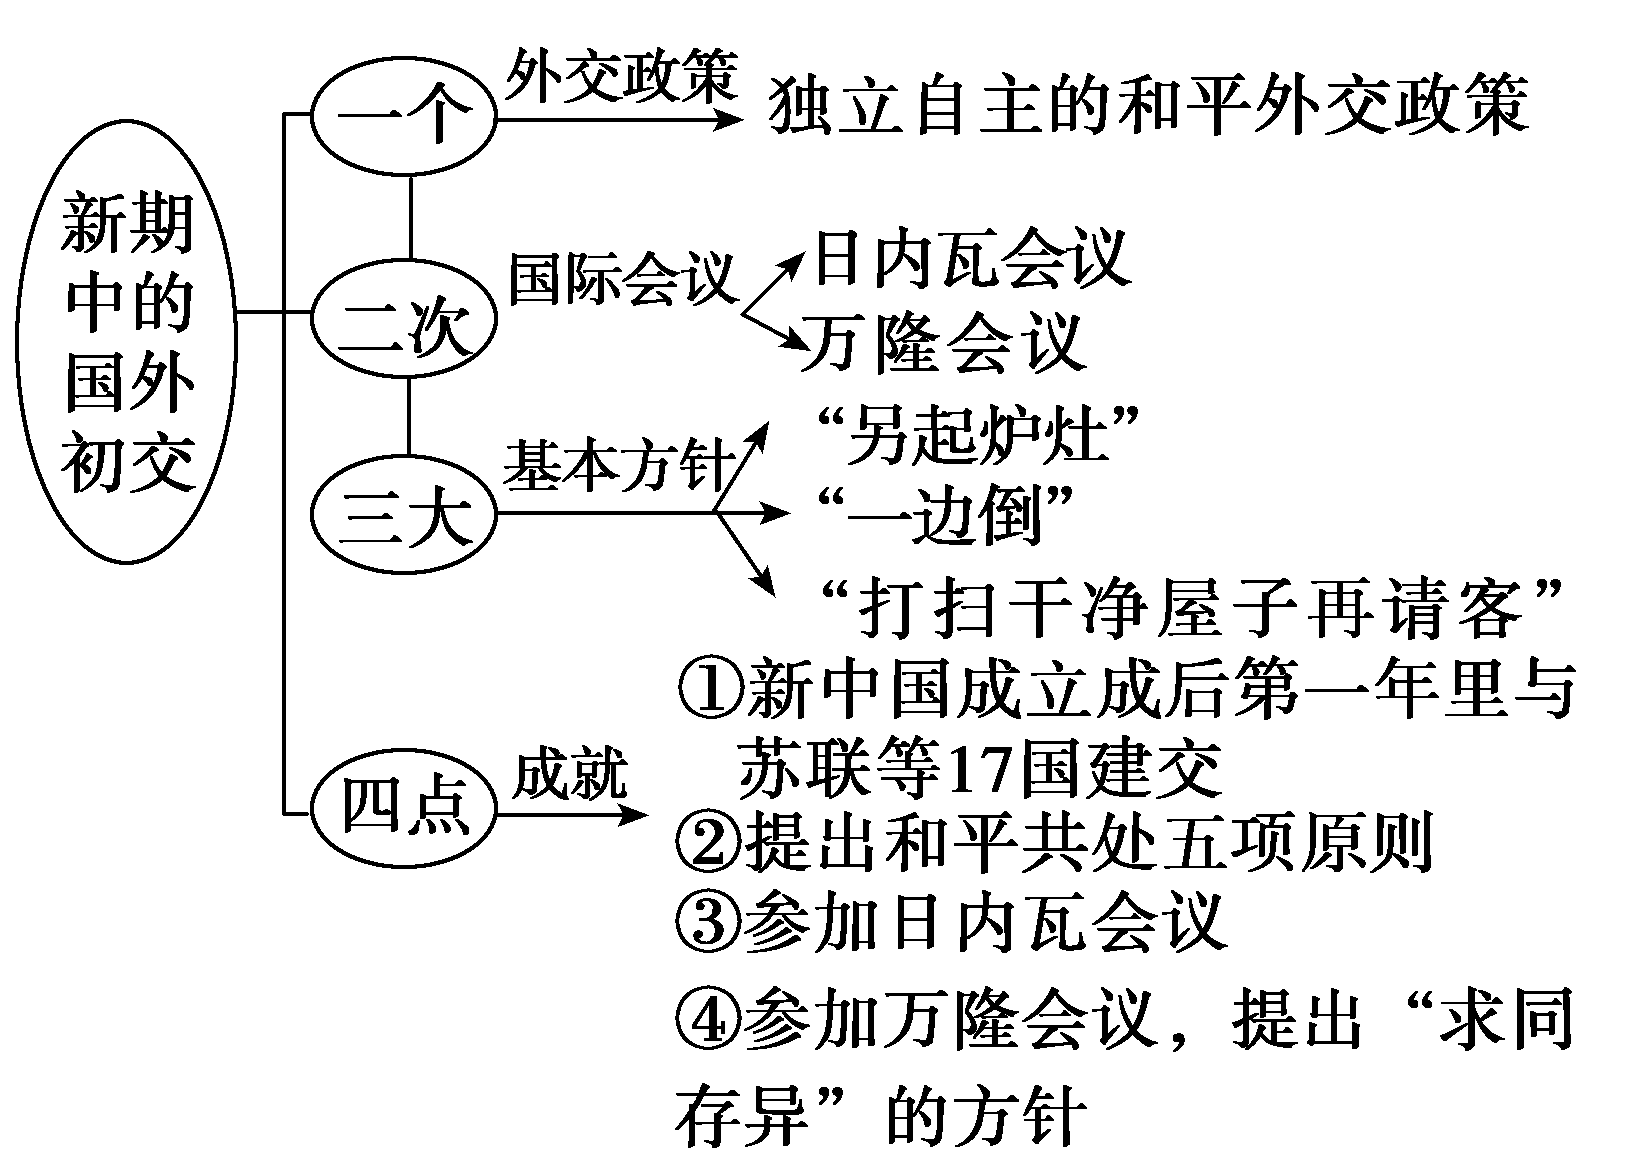 新期
中的
国外
初交
一个
外交政策
独立自主的和平外交政策
二次
国际会议
日内瓦会议
万隆会议
三大
基本方针
“另起炉灶”
“一边倒”
“打扫干净屋子再请客”
四点
成就
①新中国成立成后第一年里与
苏联等17国建交
②提出和平共处五项原则
③参加日内瓦会议
④参加万隆会议，提出“求同
存异”的方针